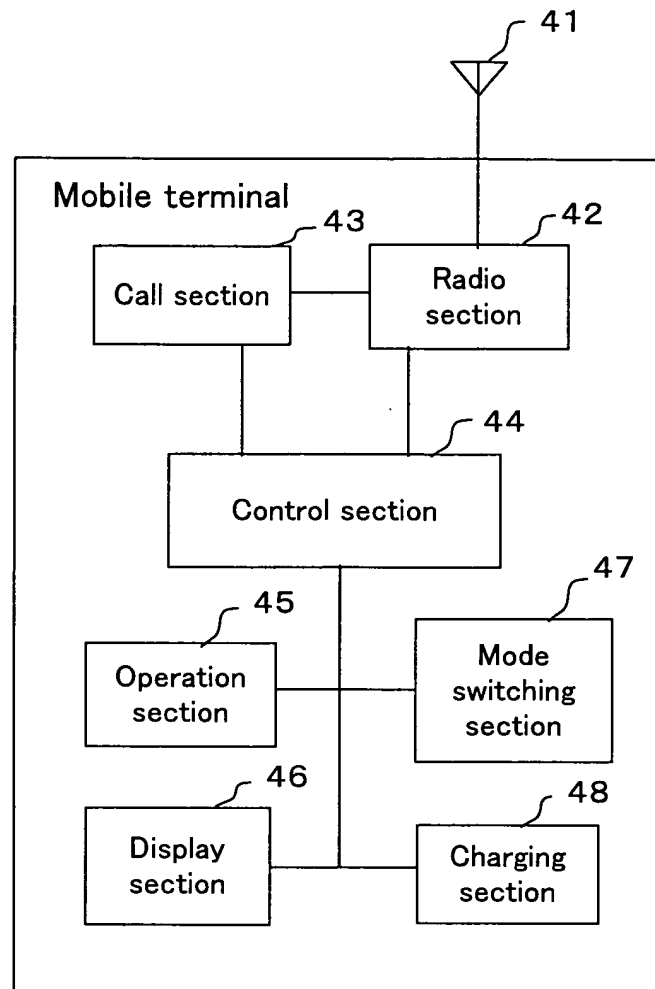 41
Mobile terminal
43
42
Call section
Radio
section
44
Control section
45
47
Operation
section
Mode
switching
section
46
48
Display
section
Charging
section